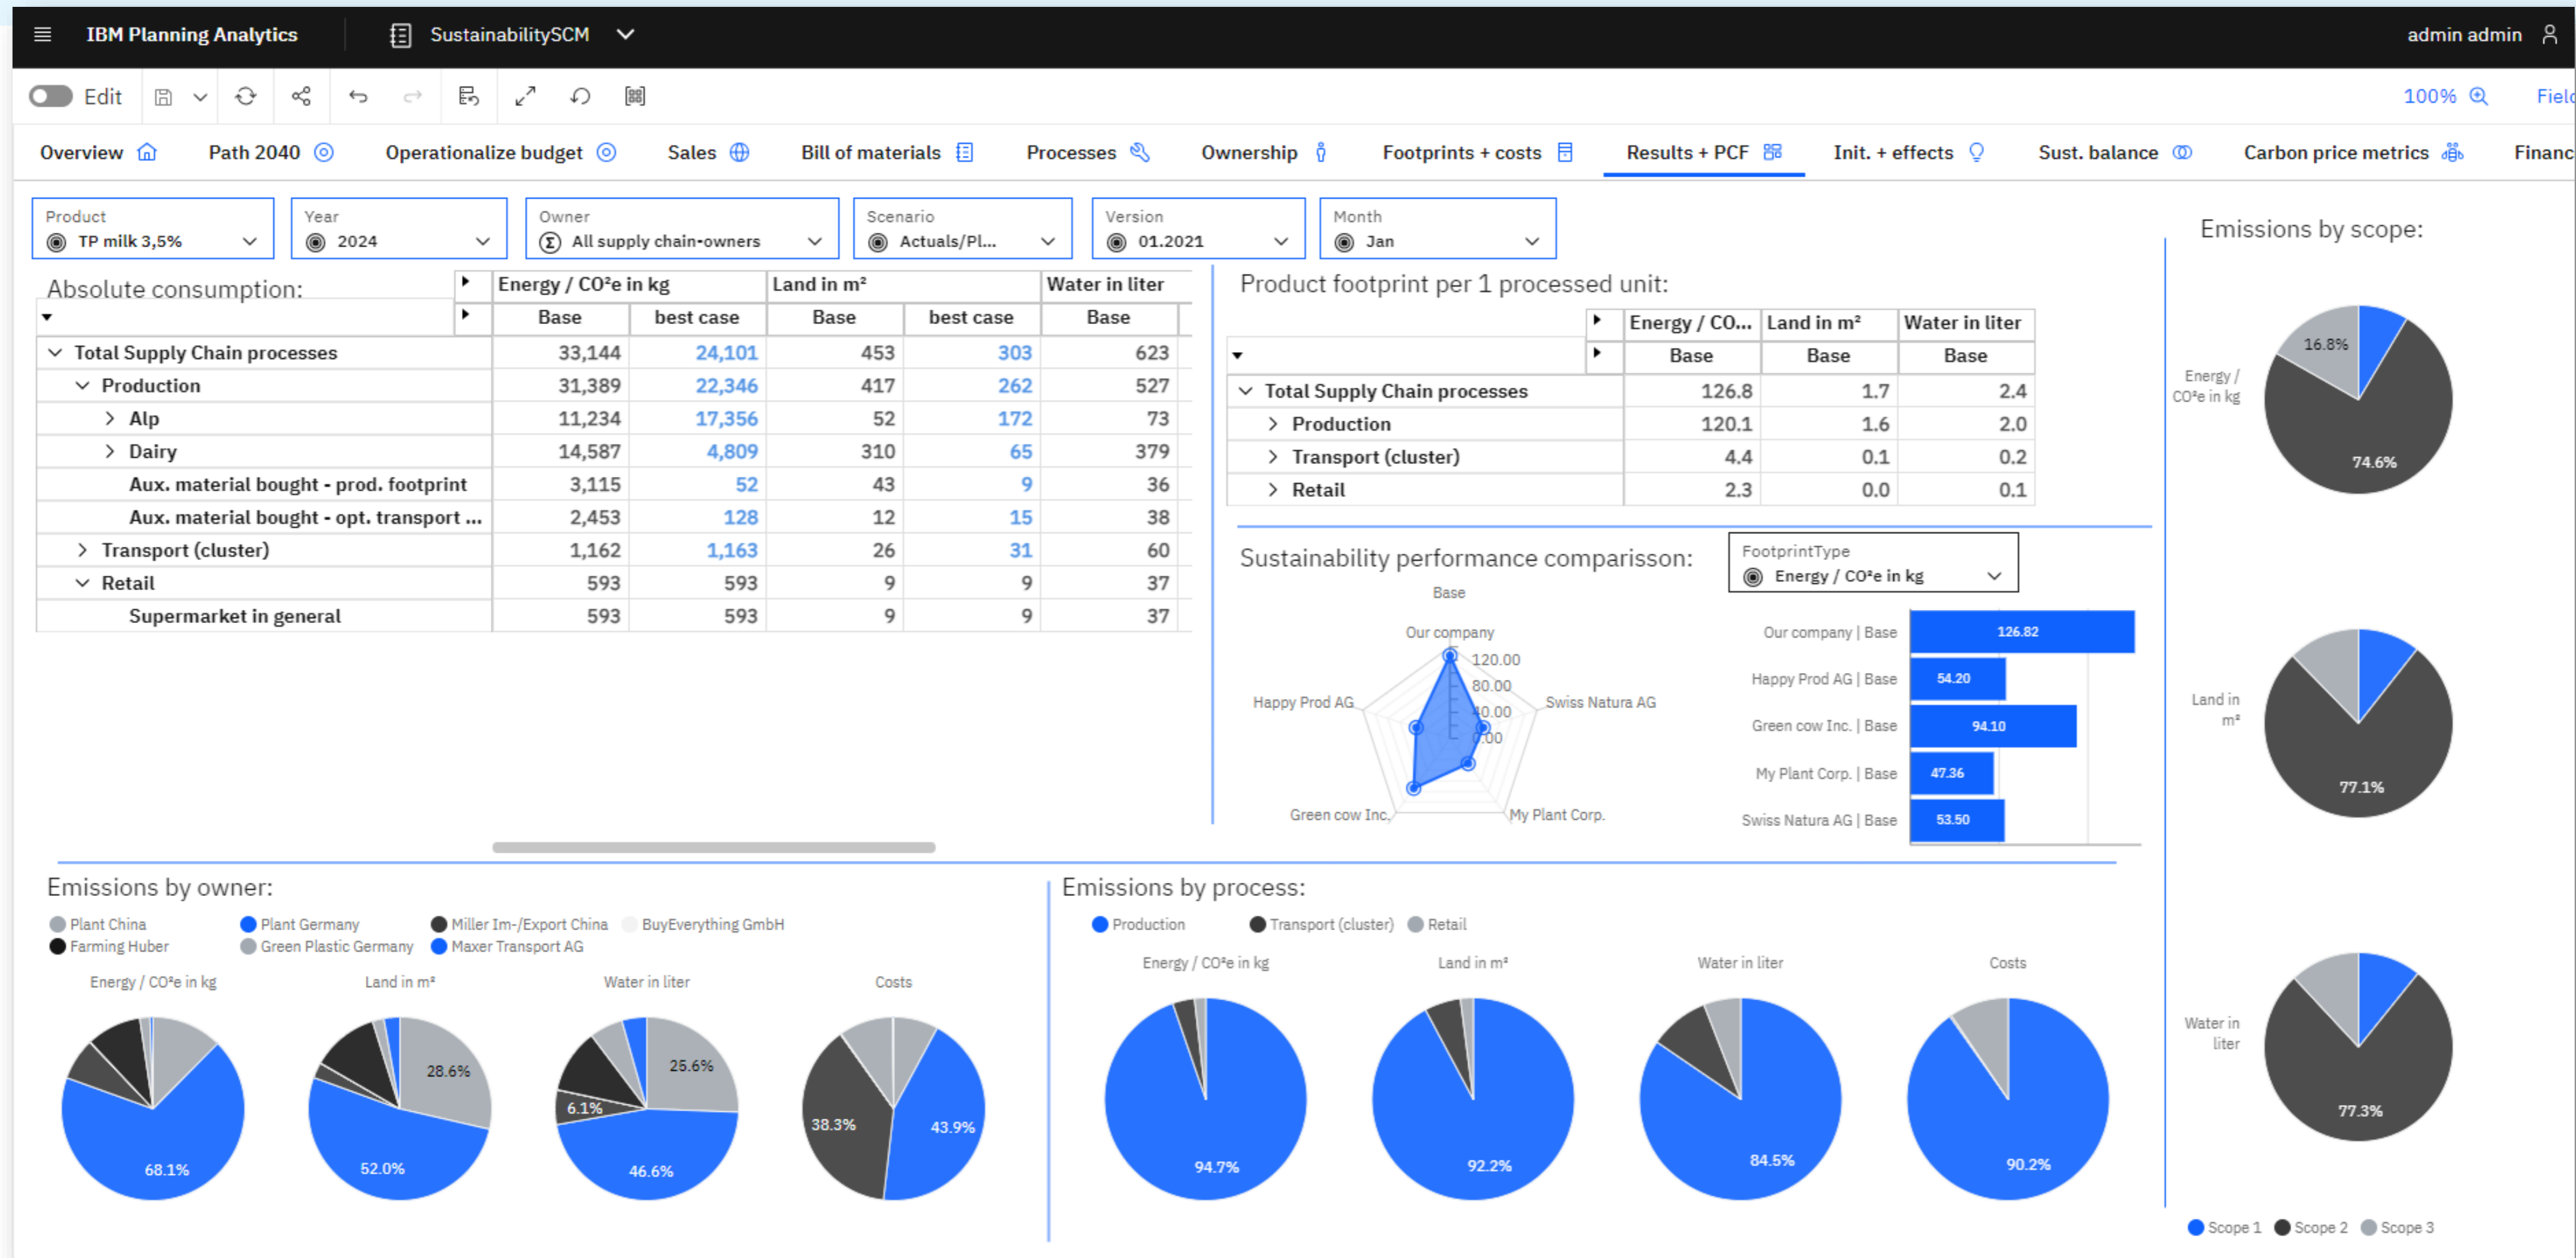 IBM Planning Analytics
SustainabilitySCM
admin admin
Edit
100%
Overview
Path 2040
Operationalize budget
Sales
Bill of materials
Processes
Ownership
Footprints + costs
Results + PCF
Init. + effects
Sust. balance
Carbon price metrics
Product
TP milk 3,5%
Year
2024
Owner
All supply chain-owners
Scenario
Actuals/Pl...
Version
01.2021
Month
Jan
Absolute consumption:
Energy / CO²e in kg Land in m² Water in liter
Base best case Base best case Base
Total Supply Chain processes 33,144 24,101 453 303 623
Production 31,389 22,346 417 262 527
Alp 11,234 17,356 52 172 73
Dairy 14,587 4,809 310 65 379
Aux. material bought - prod. footprint 3,115 52 43 9 36
Aux. material bought - opt. transport ... 2,453 128 12 15 38
Transport (cluster) 1,162 1,163 26 31 60
Retail 593 593 9 9 37
Supermarket in general 593 593 9 9 37
Product footprint per 1 processed unit:
Energy / CO... Land in m² Water in liter
Base Base Base
Total Supply Chain processes 126.8 1.7 2.4
Production 120.1 1.6 2.0
Transport (cluster) 4.4 0.1 0.2
Retail 2.3 0.0 0.1
Sustainability performance comparisson:
FootprintType
Energy / CO²e in kg
Base
Our company
120.00
80.00
40.00
0.00
Happy Prod AG
Swiss Natura AG
Green cow Inc.
My Plant Corp.
Our company | Base 126.82
Happy Prod AG | Base 54.20
Green cow Inc. | Base 94.10
My Plant Corp. | Base 47.36
Swiss Natura AG | Base 53.50
Emissions by scope:
Energy /
CO²e in kg
16.8%
74.6%
Land in
m²
77.1%
Water in
liter
77.3%
Scope 1 Scope 2 Scope 3
Emissions by owner:
Plant China Plant Germany Miller Im-/Export China BuyEverything GmbH
Farming Huber Green Plastic Germany Maxer Transport AG
Energy / CO²e in kg Land in m² Water in liter Costs
68.1%
28.6%
52.0%
25.6%
6.1%
46.6%
38.3%
43.9%
Emissions by process:
Production Transport (cluster) Retail
Energy / CO²e in kg Land in m² Water in liter Costs
94.7%
92.2%
84.5%
90.2%